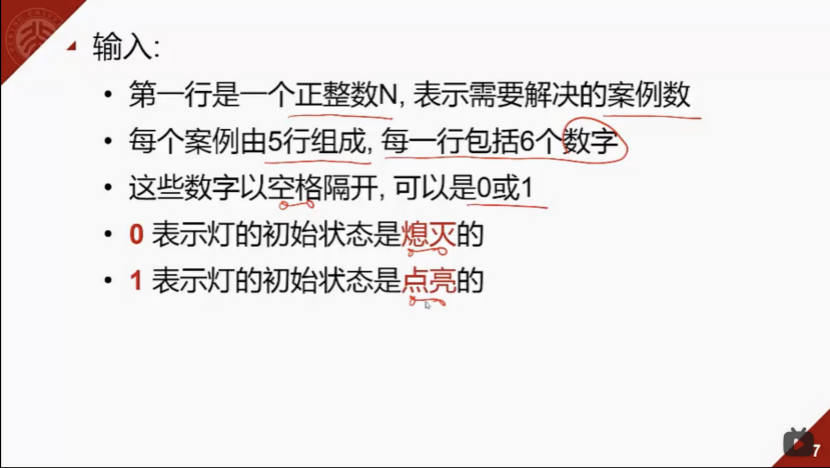 输入:
• 第一行是一个正整数N, 表示需要解决的案例数
• 每个案例由5行组成, 每一行包括6个数字
• 这些数字以空格隔开, 可以是0或1
• 0 表示灯的初始状态是熄灭的
• 1 表示灯的初始状态是点亮的
7